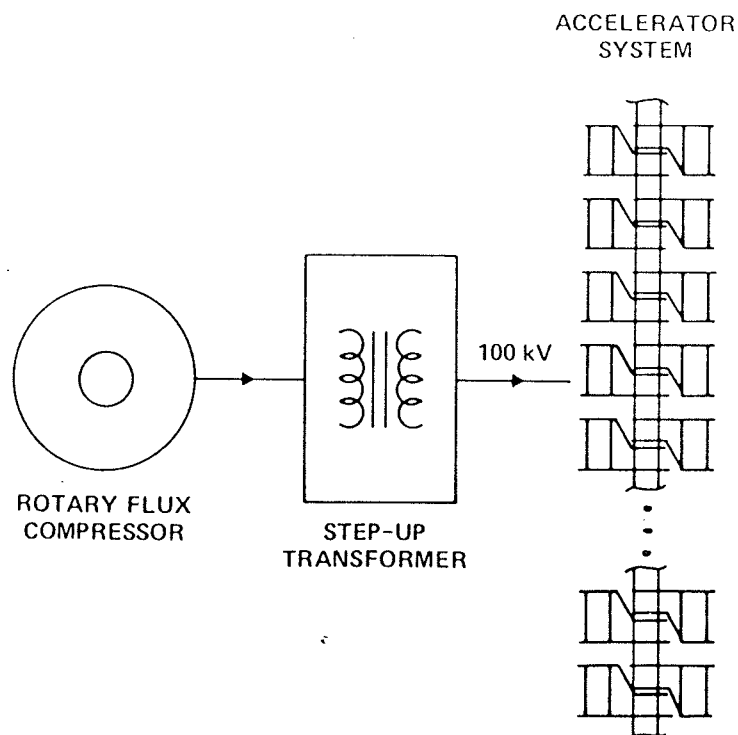 ACCELERATOR
SYSTEM
100 kV
ROTARY FLUX
COMPRESSOR
STEP-UP
TRANSFORMER